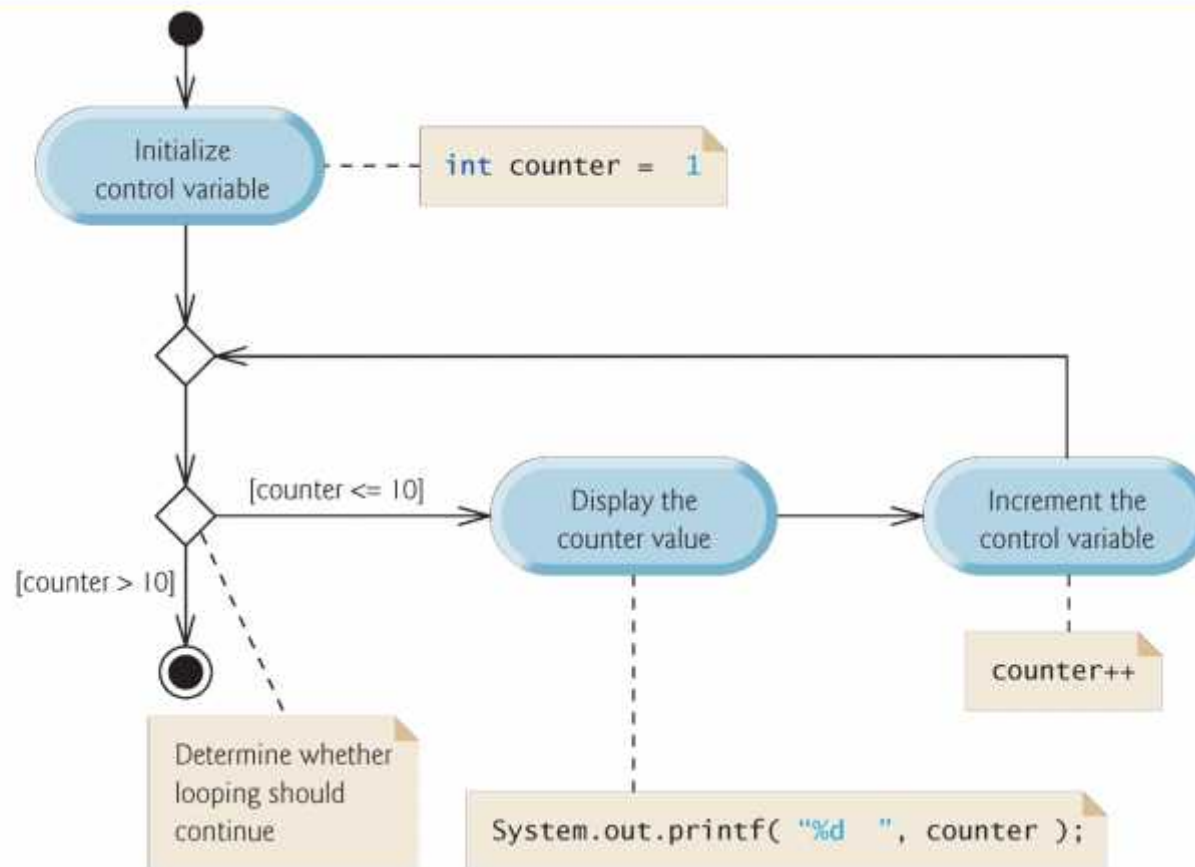 Initialize
control variable
int counter =  1
[counter <= 10]
Display the
counter value
Increment the
control variable
[counter > 10]
counter++
Determine whether
looping should
continue
System.out.printf( "%d  ", counter );